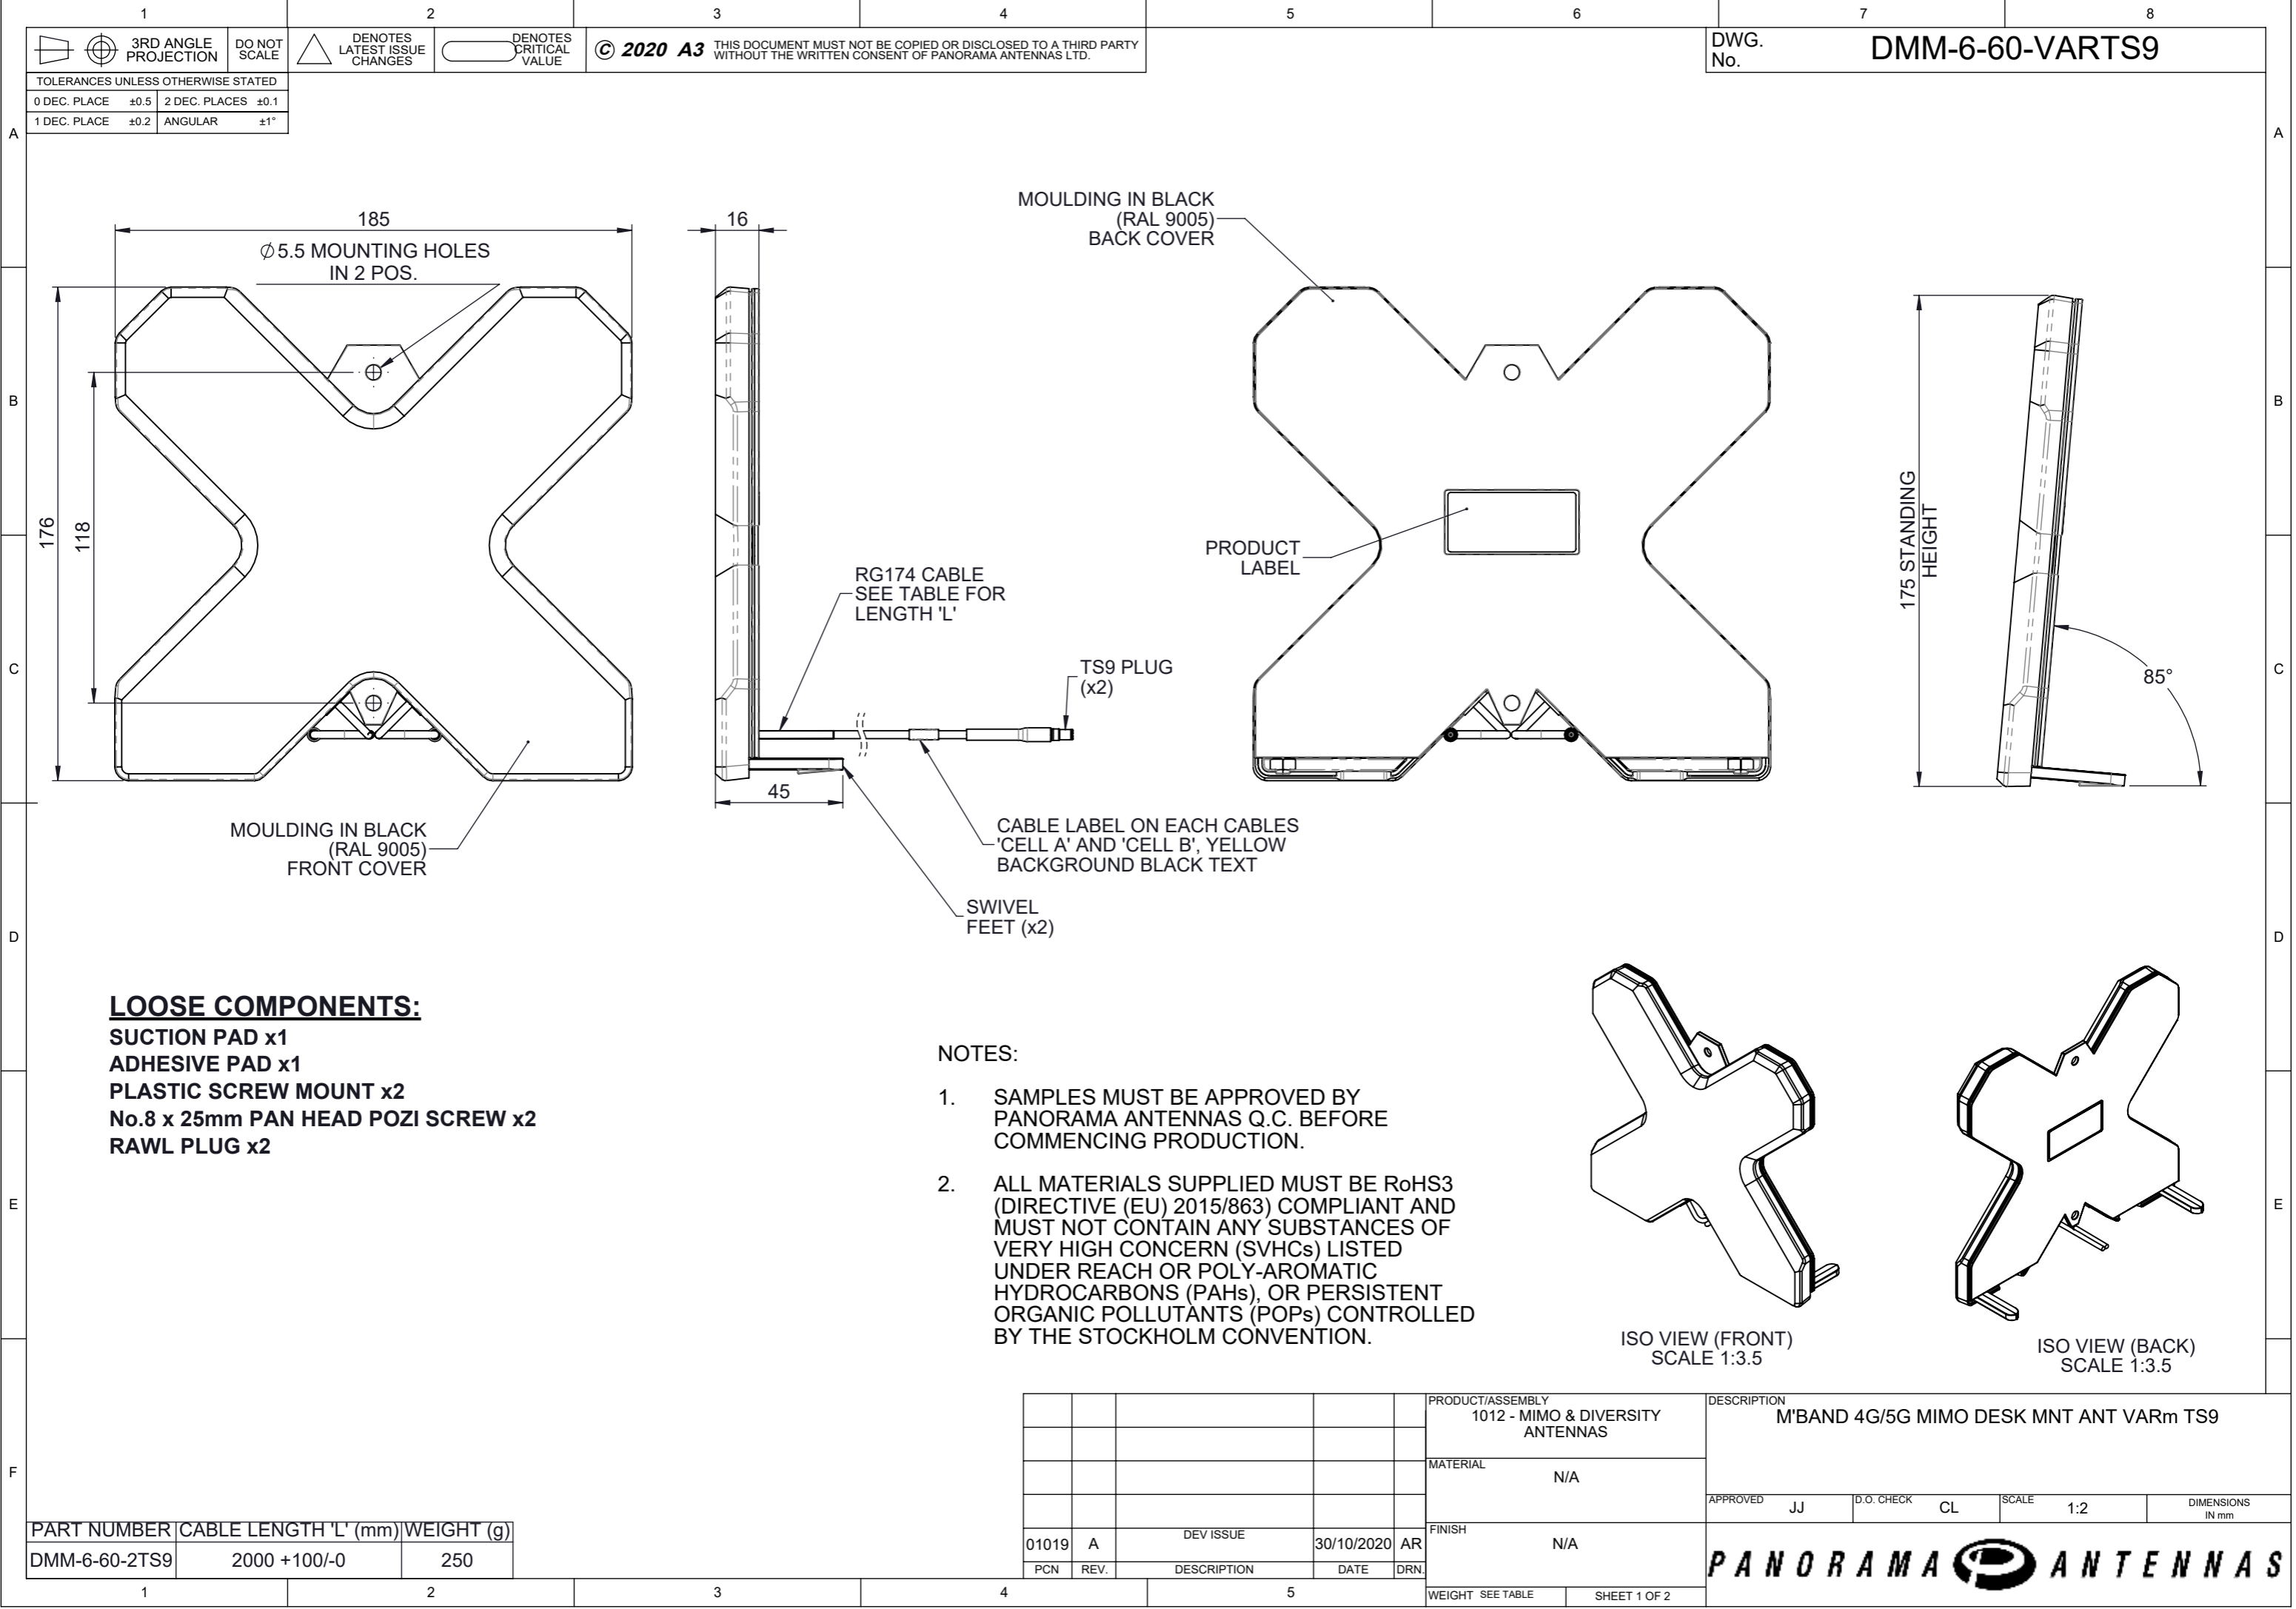 1 2 3 4 5 6 7 8
3RD ANGLE
PROJECTION
DO NOT
SCALE
DENOTES
LATEST ISSUE
CHANGES
DENOTES
CRITICAL
VALUE
© 2020 A3
THIS DOCUMENT MUST NOT BE COPIED OR DISCLOSED TO A THIRD PARTY
WITHOUT THE WRITTEN CONSENT OF PANORAMA ANTENNAS LTD.
DWG.
No.
DMM-6-60-VARTS9
TOLERANCES UNLESS OTHERWISE STATED
0 DEC. PLACE ±0.5 2 DEC. PLACES ±0.1
1 DEC. PLACE ±0.2 ANGULAR ±1°
A A
B B
C C
D D
E E
F
185
∅5.5 MOUNTING HOLES
IN 2 POS.
176
118
MOULDING IN BLACK
(RAL 9005)
FRONT COVER
16
45
RG174 CABLE
SEE TABLE FOR
LENGTH 'L'
TS9 PLUG
(x2)
CABLE LABEL ON EACH CABLES
'CELL A' AND 'CELL B', YELLOW
BACKGROUND BLACK TEXT
SWIVEL
FEET (x2)
MOULDING IN BLACK
(RAL 9005)
BACK COVER
PRODUCT
LABEL
175 STANDING
HEIGHT
85°
LOOSE COMPONENTS:
SUCTION PAD x1
ADHESIVE PAD x1
PLASTIC SCREW MOUNT x2
No.8 x 25mm PAN HEAD POZI SCREW x2
RAWL PLUG x2
NOTES:
1. SAMPLES MUST BE APPROVED BY
PANORAMA ANTENNAS Q.C. BEFORE
COMMENCING PRODUCTION.
2. ALL MATERIALS SUPPLIED MUST BE RoHS3
(DIRECTIVE (EU) 2015/863) COMPLIANT AND
MUST NOT CONTAIN ANY SUBSTANCES OF
VERY HIGH CONCERN (SVHCs) LISTED
UNDER REACH OR POLY-AROMATIC
HYDROCARBONS (PAHs), OR PERSISTENT
ORGANIC POLLUTANTS (POPs) CONTROLLED
BY THE STOCKHOLM CONVENTION.
ISO VIEW (FRONT)
SCALE 1:3.5
ISO VIEW (BACK)
SCALE 1:3.5
PART NUMBER CABLE LENGTH 'L' (mm) WEIGHT (g)
DMM-6-60-2TS9 2000 +100/-0 250
01019 A DEV ISSUE 30/10/2020 AR
PCN REV. DESCRIPTION DATE DRN.
PRODUCT/ASSEMBLY
1012 - MIMO & DIVERSITY
ANTENNAS
MATERIAL
N/A
FINISH
N/A
WEIGHT SEE TABLE SHEET 1 OF 2
DESCRIPTION
M'BAND 4G/5G MIMO DESK MNT ANT VARm TS9
APPROVED JJ D.O. CHECK CL SCALE 1:2 DIMENSIONS
IN mm
PANORAMA ANTENNAS
1 2 3 4 5